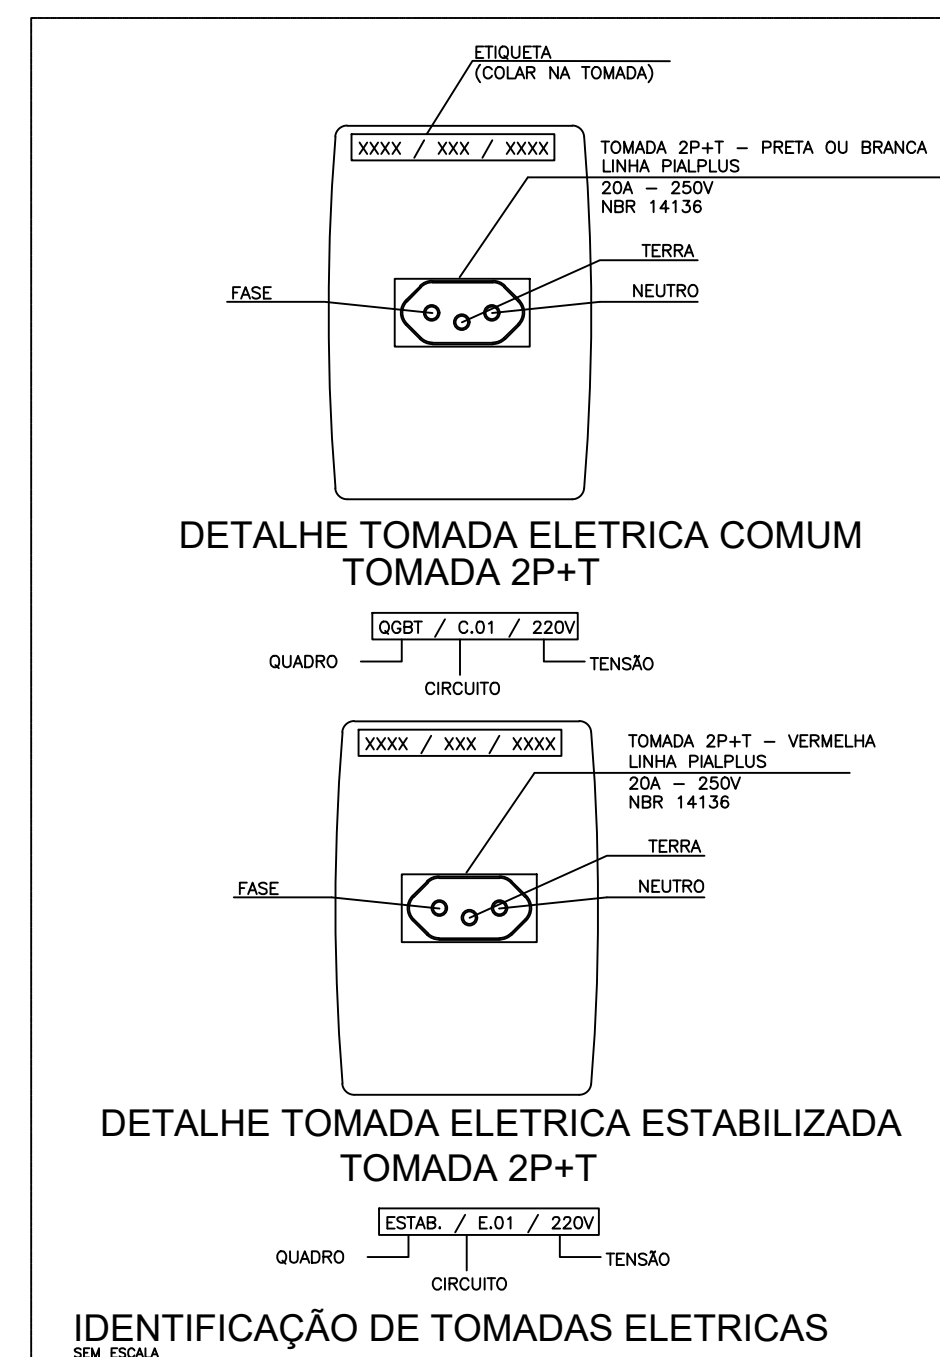 ETIQUETA
(COLAR NA TOMADA)
XXXX / XXX / XXXX
TOMADA 2P+T – PRETA OU BRANCA
LINHA PIALPLUS
20A – 250V
NBR 14136
TERRA
FASE
NEUTRO
DETALHE TOMADA ELETRICA COMUM
TOMADA 2P+T
QGBT / C.01 / 220V
QUADRO
TENSÃO
CIRCUITO
XXXX / XXX / XXXX
TOMADA 2P+T – VERMELHA
LINHA PIALPLUS
20A – 250V
NBR 14136
TERRA
FASE
NEUTRO
DETALHE TOMADA ELETRICA ESTABILIZADA
TOMADA 2P+T
ESTAB. / E.01 / 220V
QUADRO
TENSÃO
CIRCUITO
IDENTIFICAÇÃO DE TOMADAS ELETRICAS
SEM ESCALA